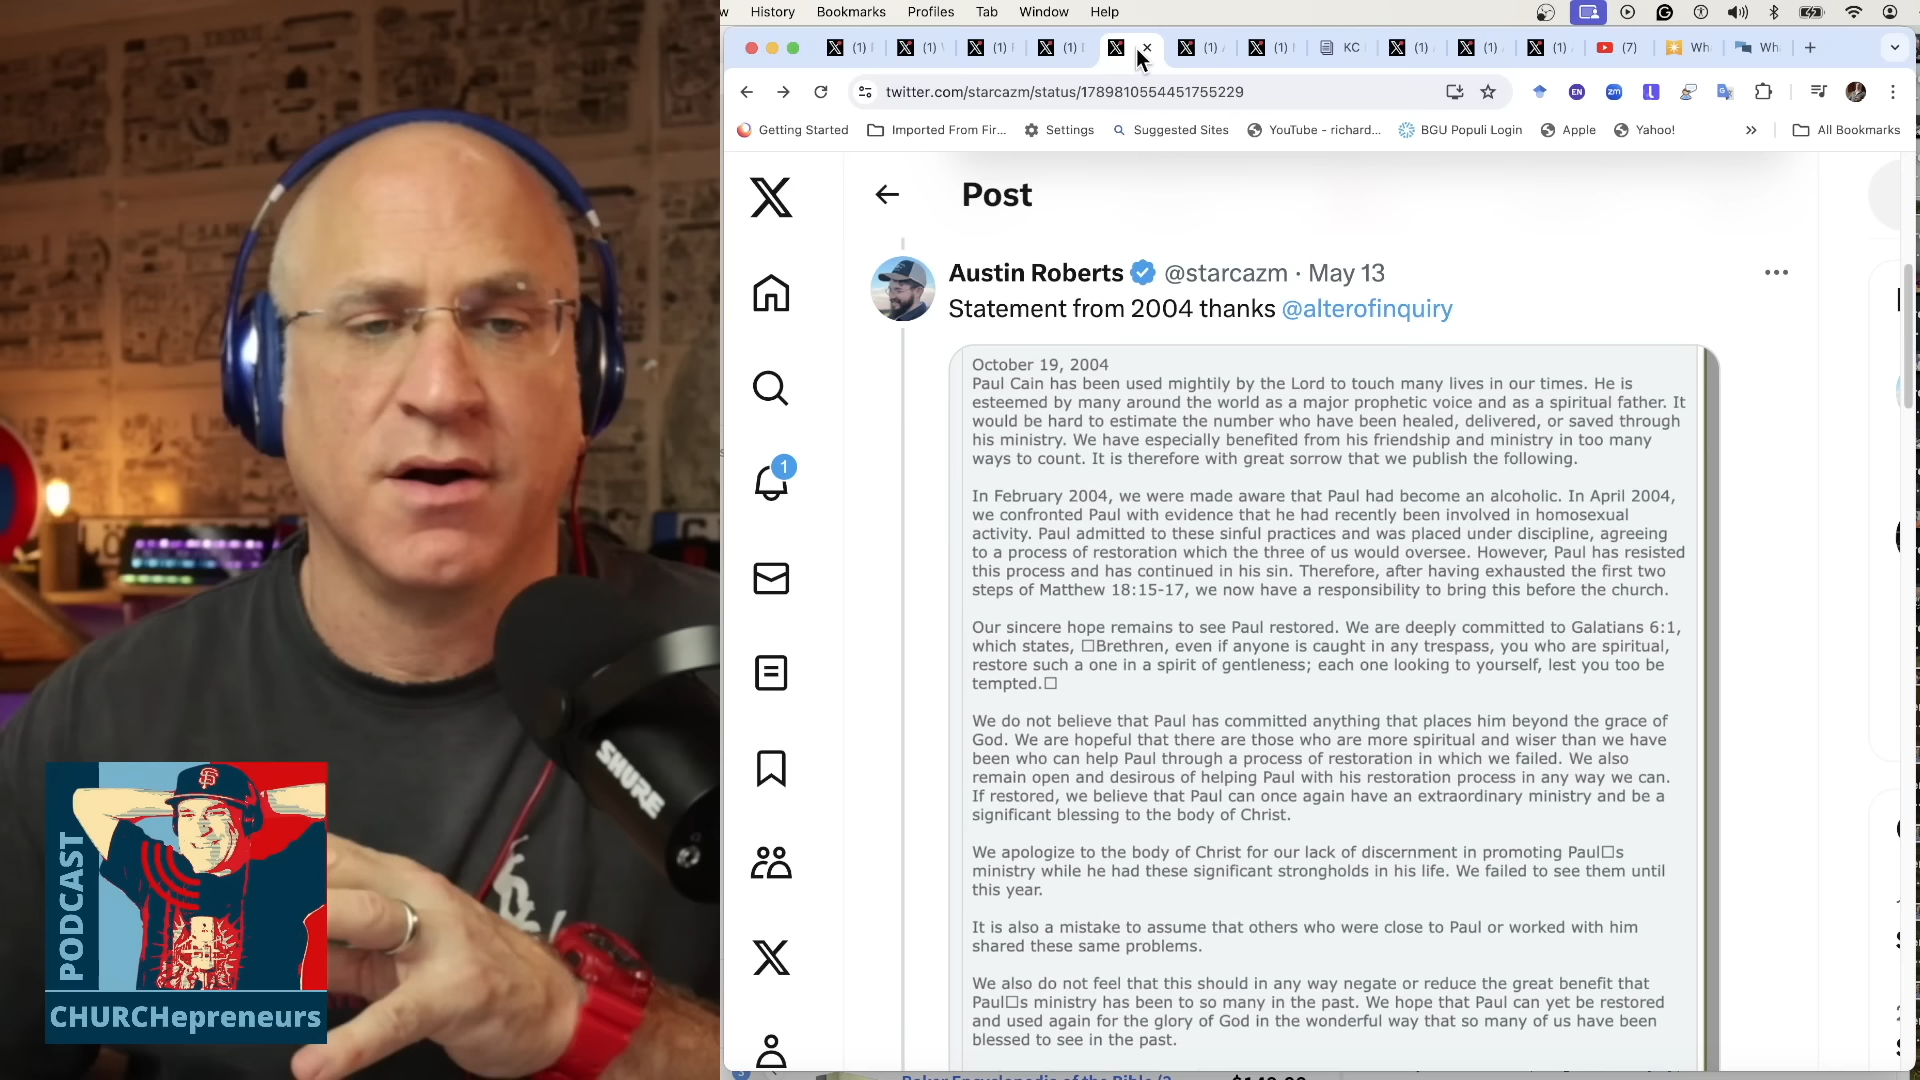 History Bookmarks Profiles Tab Window Help
(1) (1) (1) (1) (1) (1) KC (1) (1) (1) (7) Wh Wh
twitter.com/starcazm/status/1789810554451755229
EN zm
Getting Started Imported From Fir... Settings Suggested Sites YouTube - richard... BGU Populi Login Apple Yahoo! All Bookmarks
Post
Austin Roberts @starcazm · May 13
Statement from 2004 thanks @alterofinquiry
1
October 19, 2004
Paul Cain has been used mightily by the Lord to touch many lives in our times. He is
esteemed by many around the world as a major prophetic voice and as a spiritual father. It
would be hard to estimate the number who have been healed, delivered, or saved through
his ministry. We have especially benefited from his friendship and ministry in too many
ways to count. It is therefore with great sorrow that we publish the following.
In February 2004, we were made aware that Paul had become an alcoholic. In April 2004,
we confronted Paul with evidence that he had recently been involved in homosexual
activity. Paul admitted to these sinful practices and was placed under discipline, agreeing
to a process of restoration which the three of us would oversee. However, Paul has resisted
this process and has continued in his sin. Therefore, after having exhausted the first two
steps of Matthew 18:15-17, we now have a responsibility to bring this before the church.
Our sincere hope remains to see Paul restored. We are deeply committed to Galatians 6:1,
which states, □Brethren, even if anyone is caught in any trespass, you who are spiritual,
restore such a one in a spirit of gentleness; each one looking to yourself, lest you too be
tempted.□
We do not believe that Paul has committed anything that places him beyond the grace of
God. We are hopeful that there are those who are more spiritual and wiser than we have
been who can help Paul through a process of restoration in which we failed. We also
remain open and desirous of helping Paul with his restoration process in any way we can.
If restored, we believe that Paul can once again have an extraordinary ministry and be a
significant blessing to the body of Christ.
We apologize to the body of Christ for our lack of discernment in promoting Paul□s
ministry while he had these significant strongholds in his life. We failed to see them until
this year.
It is also a mistake to assume that others who were close to Paul or worked with him
shared these same problems.
We also do not feel that this should in any way negate or reduce the great benefit that
Paul□s ministry has been to so many in the past. We hope that Paul can yet be restored
and used again for the glory of God in the wonderful way that so many of us have been
blessed to see in the past.
SHURE
PODCAST
SF
CHURCHepreneurs